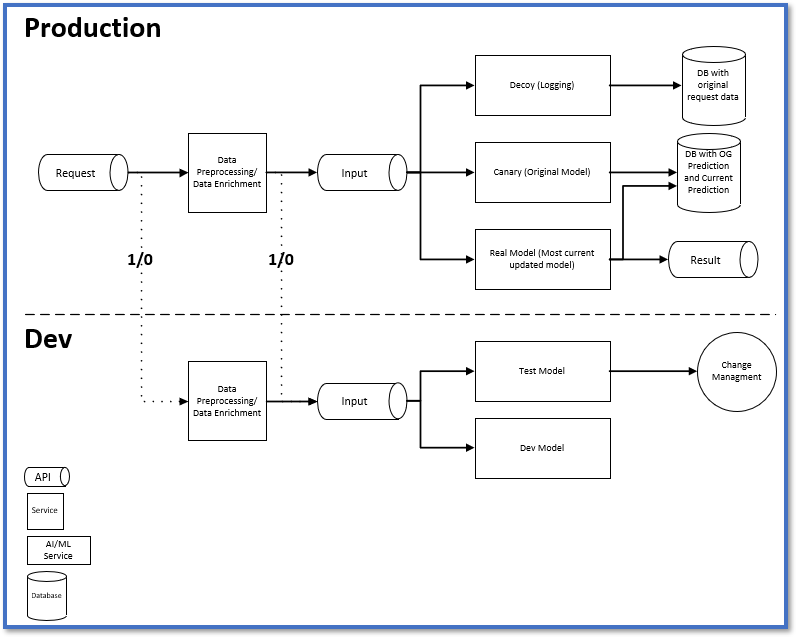 Production
Request
Data
Preprocessing/
Data Enrichment
Input
Decoy (Logging)
DB with
original
request data
Canary (Original Model)
DB with OG
Prediction
and Current
Prediction
Real Model (Most current
updated model)
Result
1/0
1/0
Dev
Data
Preprocessing/
Data Enrichment
Input
Test Model
Change
Managment
Dev Model
API
Service
AI/ML
Service
Database